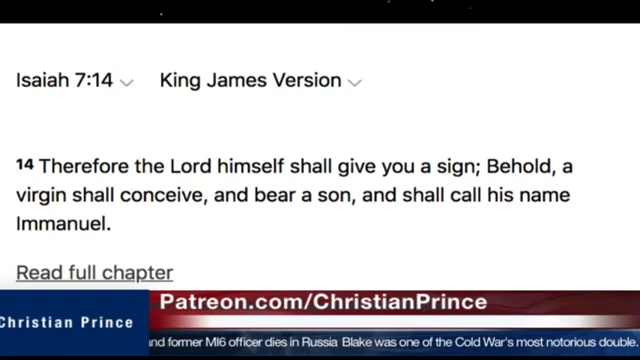 Isaiah 7:14 King James Version
14 Therefore the Lord himself shall give you a sign; Behold, a
virgin shall conceive, and bear a son, and shall call his name
Immanuel.
Read full chapter
Patreon.com/ChristianPrince
Christian Prince
and former MI6 officer dies in Russia Blake was one of the Cold War's most notorious double.